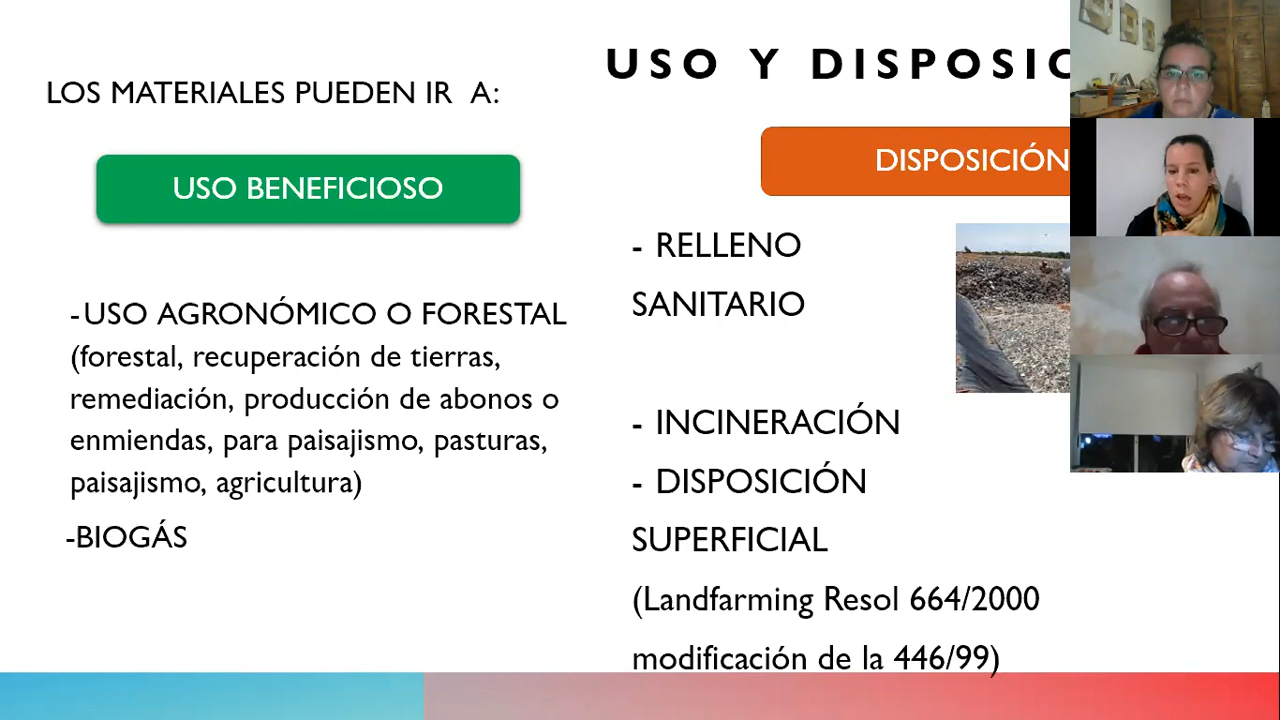 USO Y DISPOSIC
LOS MATERIALES PUEDEN IR A:
USO BENEFICIOSO
-USO AGRONÓMICO O FORESTAL
(forestal, recuperación de tierras,
remediación, producción de abonos o
enmiendas, para paisajismo, pasturas,
paisajismo, agricultura)
-BIOGÁS
DISPOSICIÓN
- RELLENO
SANITARIO
- INCINERACIÓN
- DISPOSICIÓN
SUPERFICIAL
(Landfarming Resol 664/2000
modificación de la 446/99)